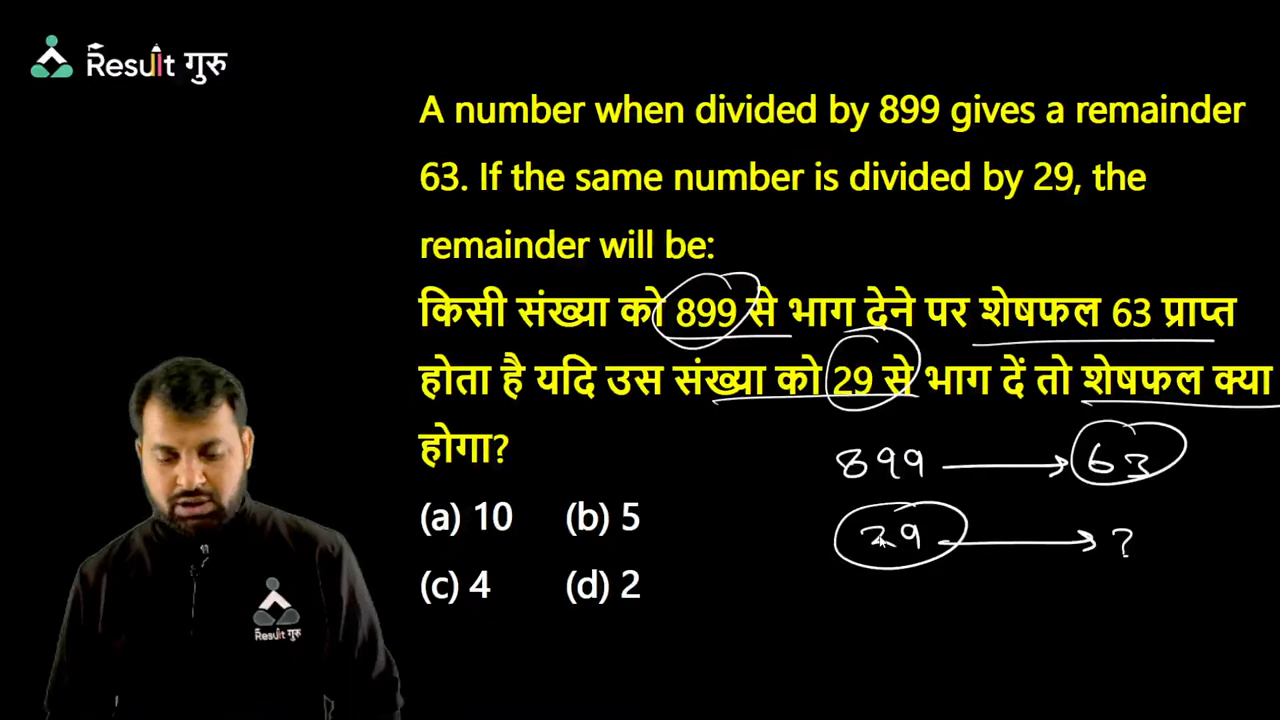 Result गुरु
A number when divided by 899 gives a remainder
63. If the same number is divided by 29, the
remainder will be:
किसी संख्या को 899 से भाग देने पर शेषफल 63 प्राप्त
होता है यदि उस संख्या को 29 से भाग दें तो शेषफल क्या
होगा?
899 → 63
(a) 10 (b) 5
29 → ?
(c) 4 (d) 2
Result गुरु